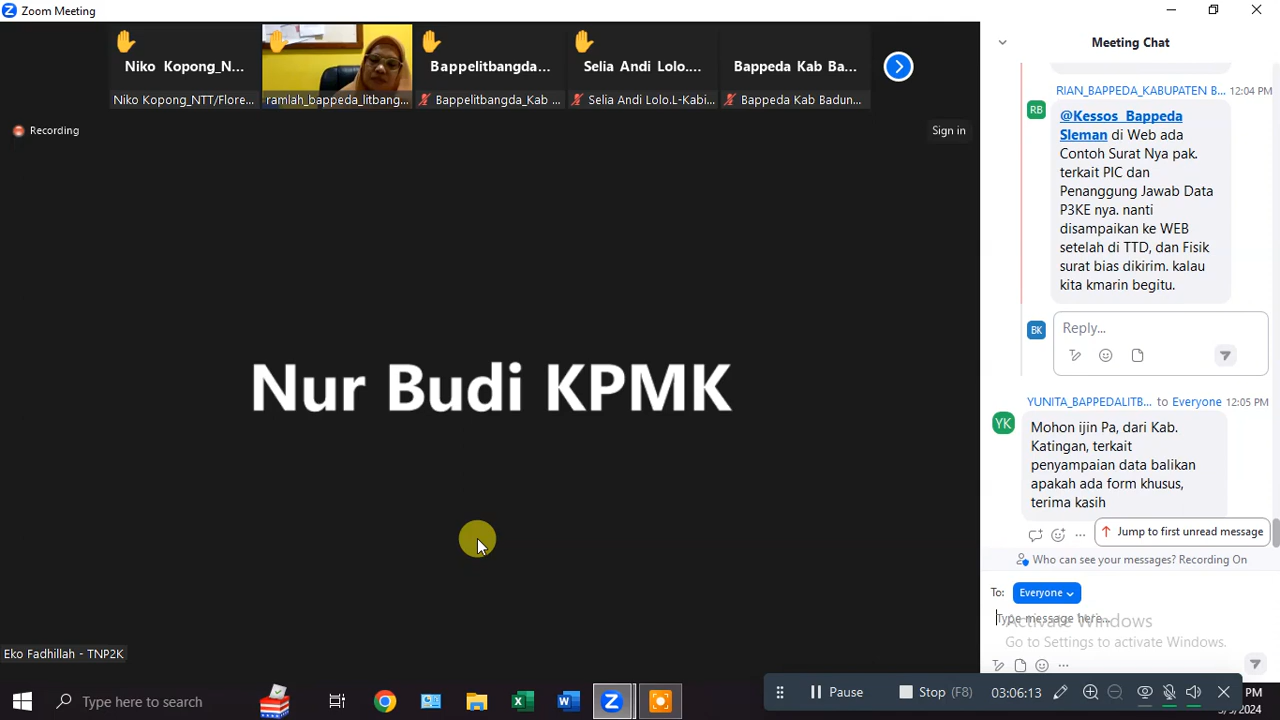 Zoom Meeting
Niko Kopong_N...
Bappelitbangda...
Selia Andi Lolo....
Bappeda Kab Ba...
Niko Kopong_NTT/Flore...
ramlah_bappeda_litbang...
Bappelitbangda_Kab ...
Selia Andi Lolo.L-Kabi...
Bappeda Kab Badun...
Recording
Sign in
Nur Budi KPMK
Eko Fadhillah - TNP2K
Meeting Chat
RIAN_BAPPEDA_KABUPATEN B... 12:04 PM
RB
@Kessos_Bappeda
Sleman di Web ada
Contoh Surat Nya pak.
terkait PIC dan
Penanggung Jawab Data
P3KE nya. nanti
disampaikan ke WEB
setelah di TTD, dan Fisik
surat bias dikirim. kalau
kita kmarin begitu.
BK
Reply...
YUNITA_BAPPEDALITB... to Everyone 12:05 PM
YK
Mohon ijin Pa, dari Kab.
Katingan, terkait
penyampaian data balikan
apakah ada form khusus,
terima kasih
Jump to first unread message
Who can see your messages? Recording On
To: Everyone
Type message here...
Activate Windows
Go to Settings to activate Windows.
Type here to search
Pause
Stop (F8)
03:06:13
PM